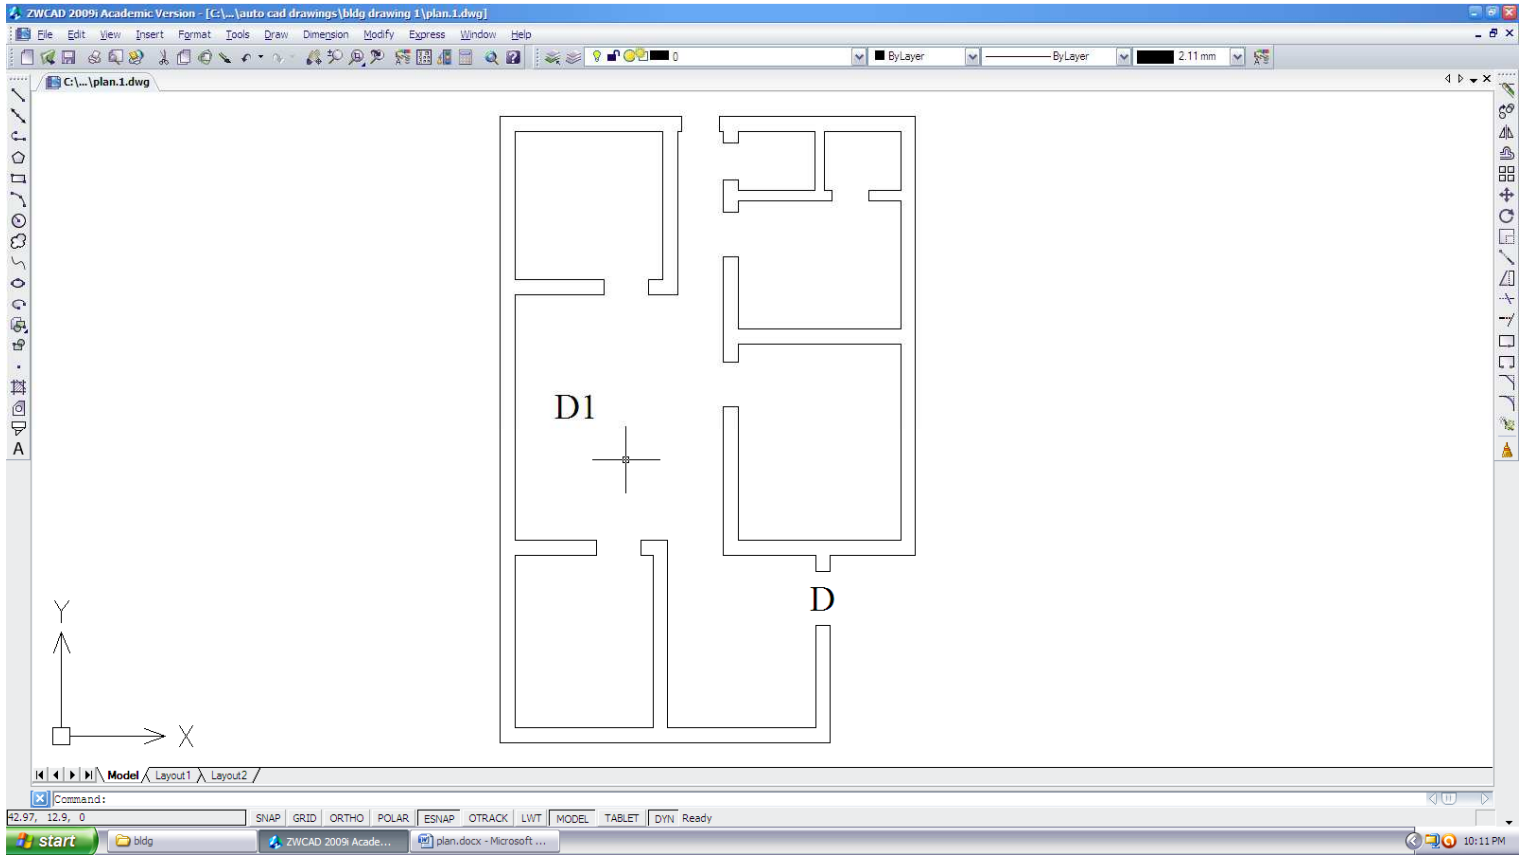 ZWCAD 2009i Academic Version - [C:\...\auto cad drawings\bldg drawing 1\plan.1.dwg]
File Edit View Insert Format Tools Draw Dimension Modify Express Window Help
0 ByLayer ByLayer 2.11 mm
C:\...\plan.1.dwg
A
D1
D
Y
X
Model Layout1 Layout2
Command:
42.97, 12.9, 0 SNAP GRID ORTHO POLAR ESNAP OTRACK LWT MODEL TABLET DYN Ready
start bldg ZWCAD 2009i Acade... plan.docx - Microsoft ... 10:11 PM